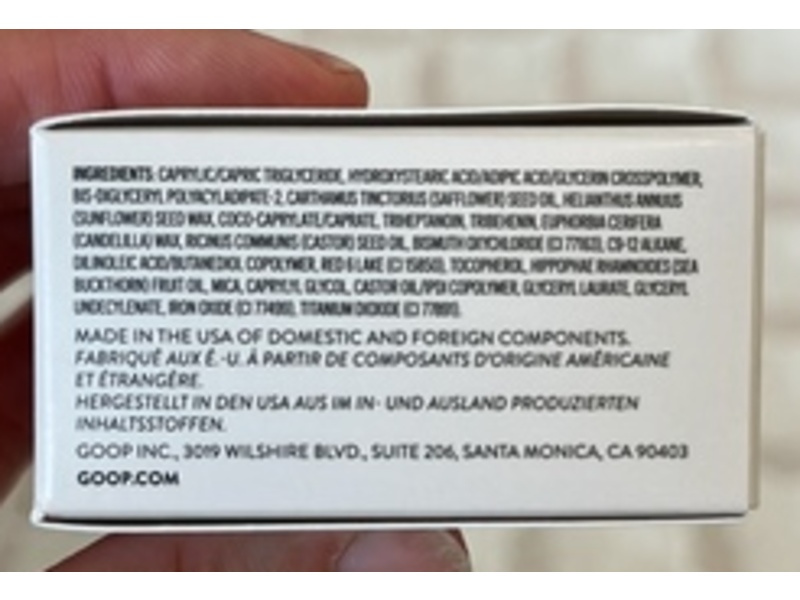 INGREDIENTS: CAPRYLIC/CAPRIC TRIGLYCERIDE, HYDROXYSTEARIC ACID/ADIPIC ACID/GLYCERIN CROSSPOLYMER,
BIS-DIGLYCERYL POLYACYLADIPATE-2, CARTHAMUS TINCTORIUS (SAFFLOWER) SEED OIL, HELIANTHUS ANNUUS
(SUNFLOWER) SEED WAX, COCO-CAPRYLATE/CAPRATE, TRIHEPTANOIN, TRIBEHENIN, EUPHORBIA CERIFERA
(CANDELILLA) WAX, RICINUS COMMUNIS (CASTOR) SEED OIL, BISMUTH OXYCHLORIDE (CI 77163), C9-12 ALKANE,
DILINOLEIC ACID/BUTANEDIOL COPOLYMER, RED 6 LAKE (CI 15850), TOCOPHEROL, HIPPOPHAE RHAMNOIDES (SEA
BUCKTHORN) FRUIT OIL, MICA, CAPRYLYL GLYCOL, CASTOR OIL/IPDI COPOLYMER, GLYCERYL LAURATE, GLYCERYL
UNDECYLENATE, IRON OXIDE (CI 77499), TITANIUM DIOXIDE (CI 77891).
MADE IN THE USA OF DOMESTIC AND FOREIGN COMPONENTS.
FABRIQUÉ AUX É.-U. À PARTIR DE COMPOSANTS D'ORIGINE AMÉRICAINE
ET ÉTRANGÈRE.
HERGESTELLT IN DEN USA AUS IM IN- UND AUSLAND PRODUZIERTEN
INHALTSSTOFFEN.
GOOP INC., 3019 WILSHIRE BLVD., SUITE 206, SANTA MONICA, CA 90403
GOOP.COM